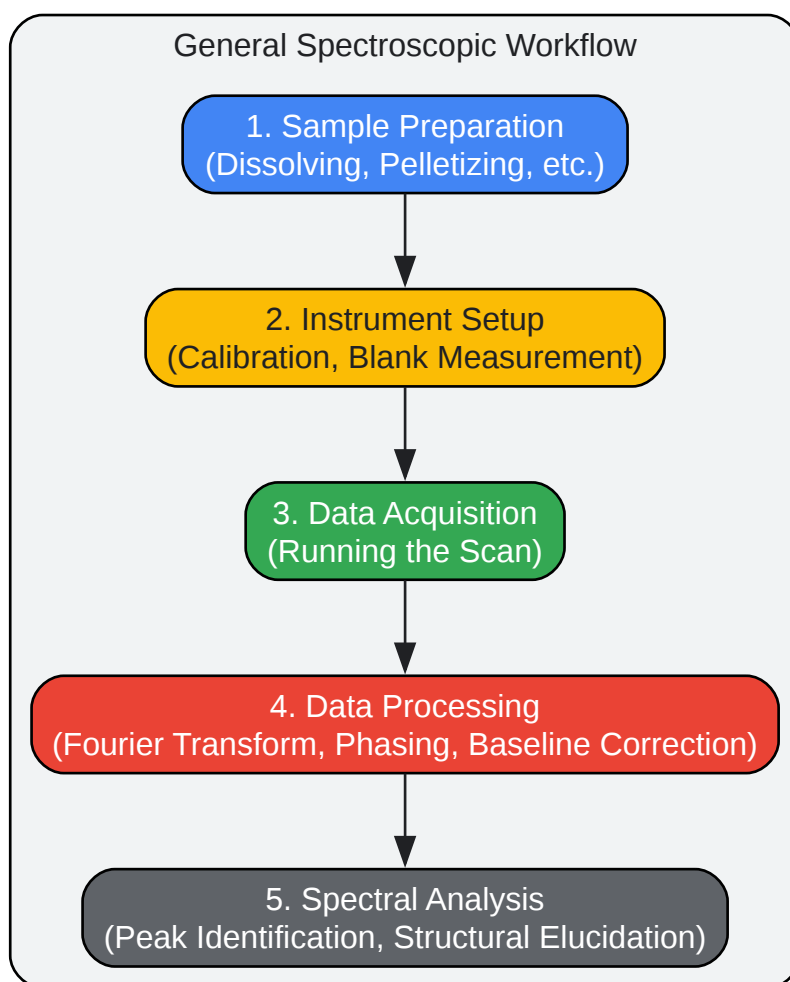 General Spectroscopic Workflow
1. Sample Preparation
(Dissolving, Pelletizing, etc.)
2. Instrument Setup
(Calibration, Blank Measurement)
3. Data Acquisition
(Running the Scan)
4. Data Processing
(Fourier Transform, Phasing, Baseline Correction)
5. Spectral Analysis
(Peak Identification, Structural Elucidation)